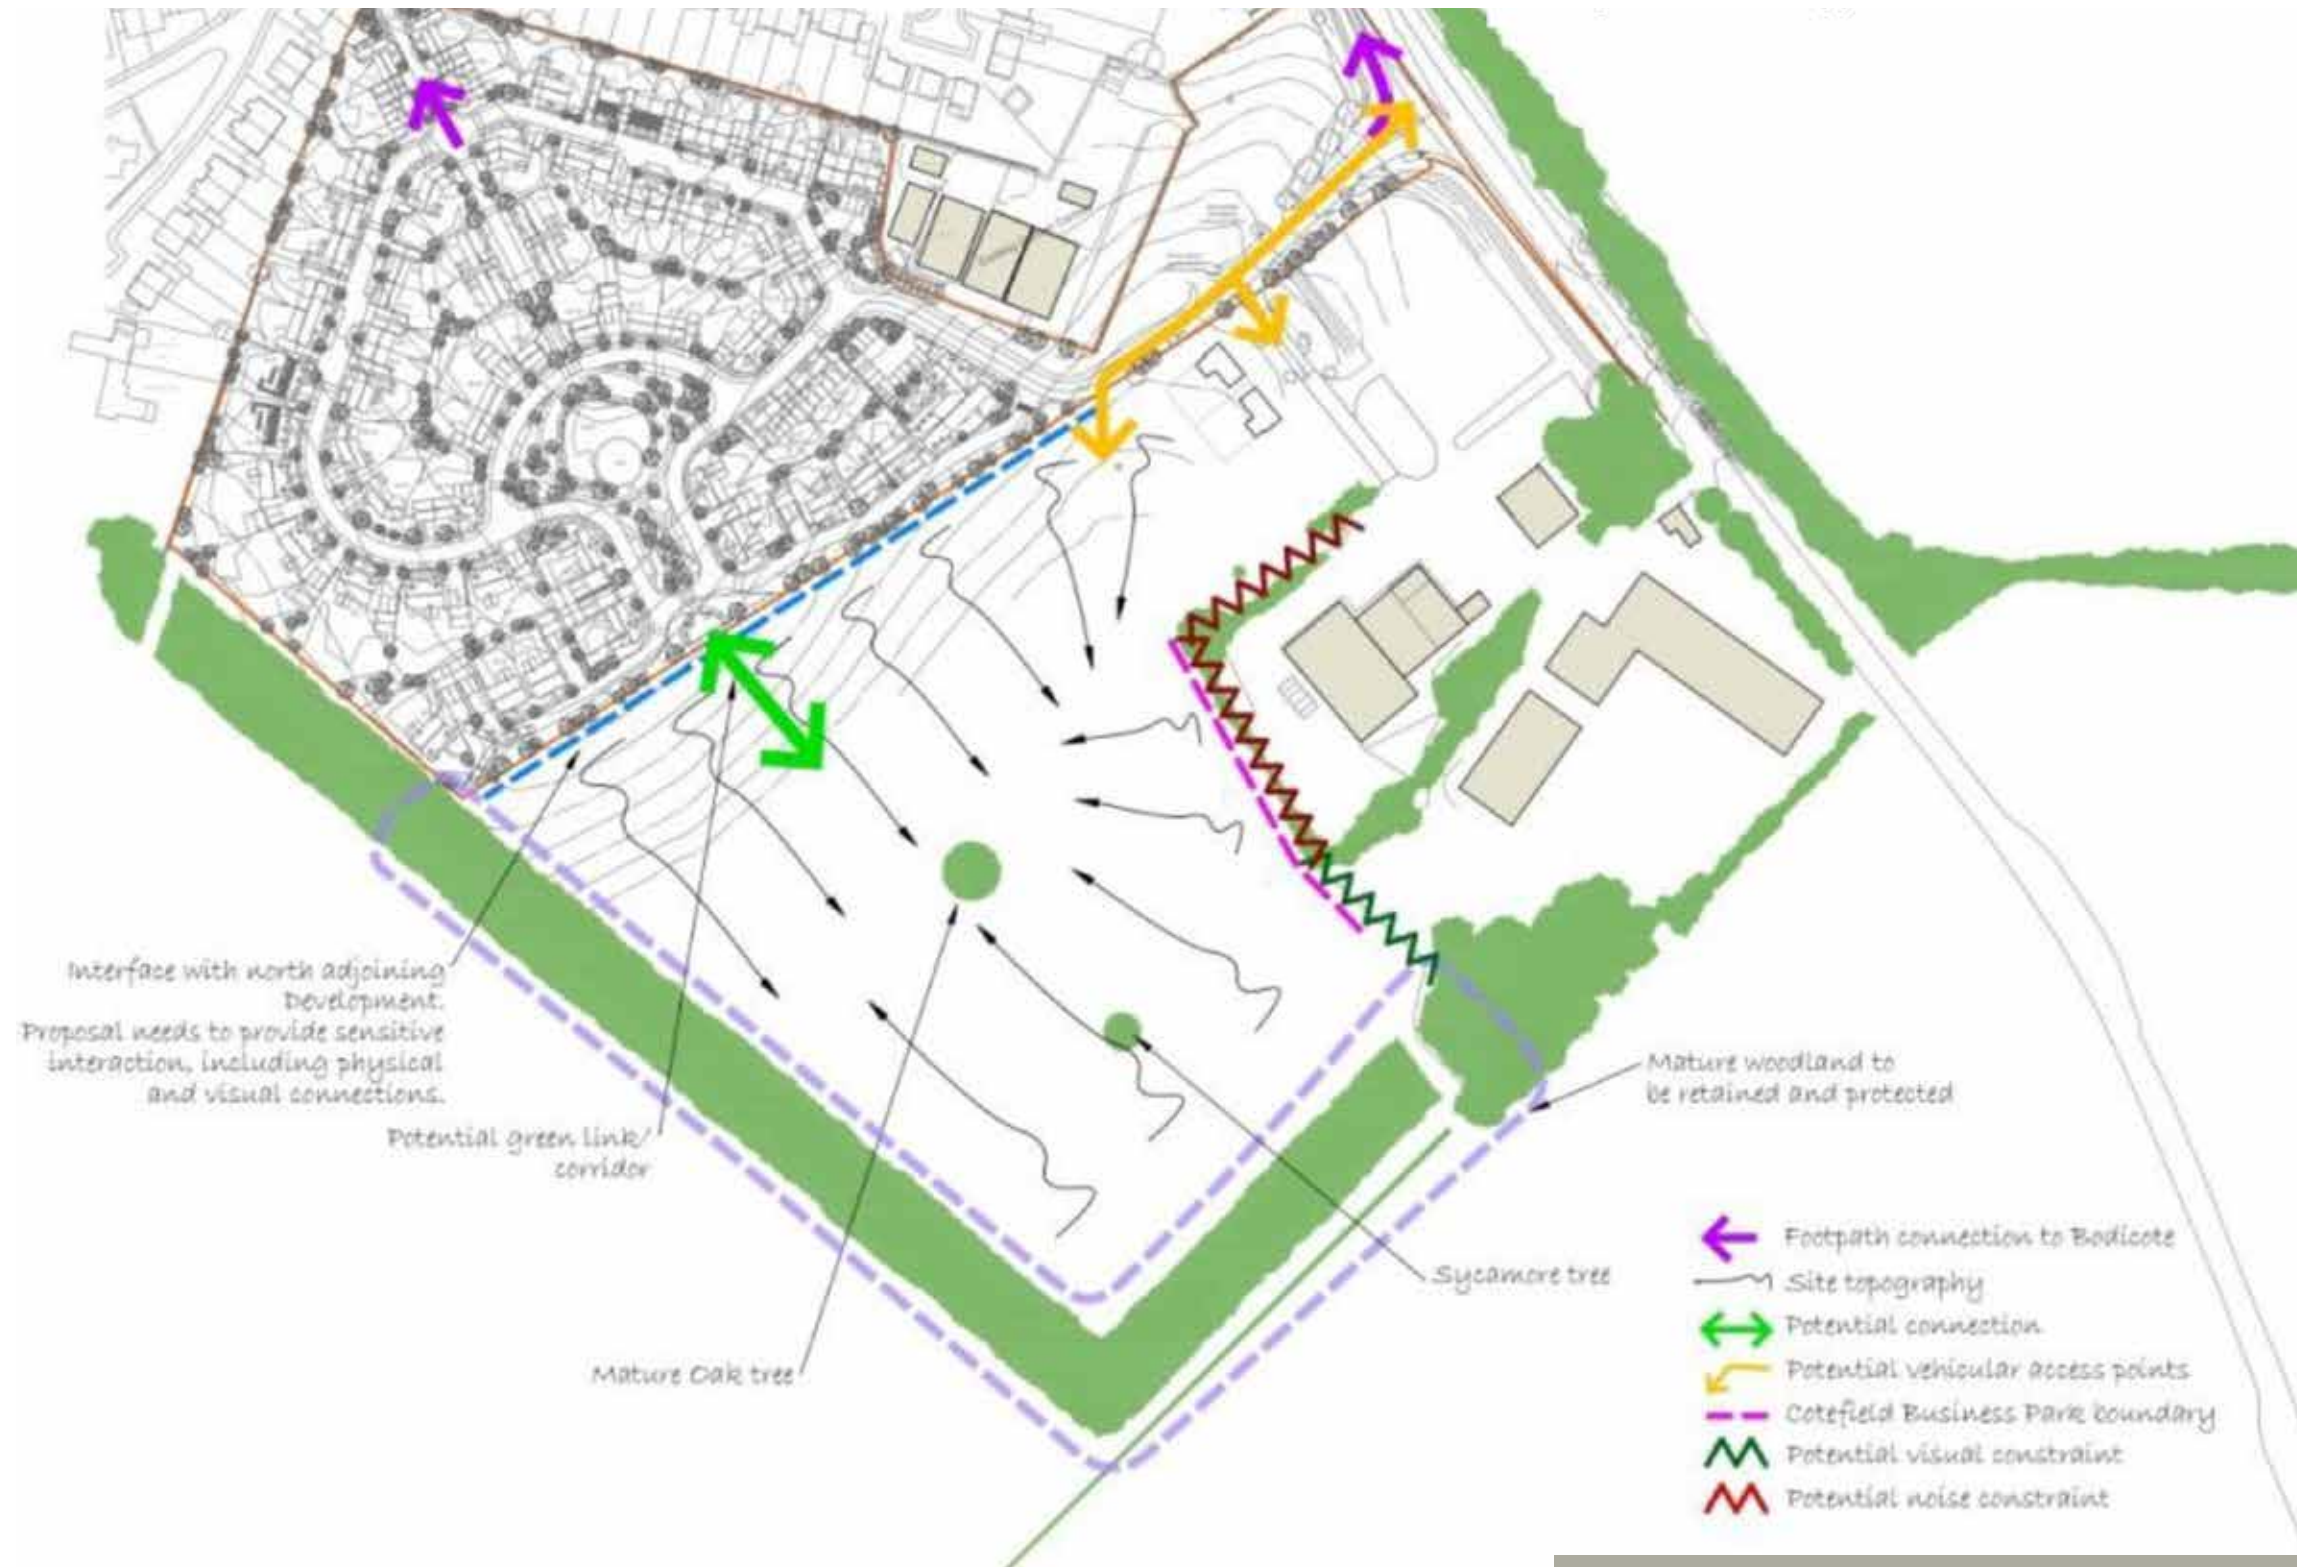 Interface with north adjoining
Development.
Proposal needs to provide sensitive
interaction, including physical
and visual connections.
Potential green link/
corridor
Mature Oak tree
Sycamore tree
Mature woodland to
be retained and protected
Footpath connection to Bodicote
Site topography
Potential connection
Potential vehicular access points
Cotefield Business Park boundary
Potential visual constraint
Potential noise constraint